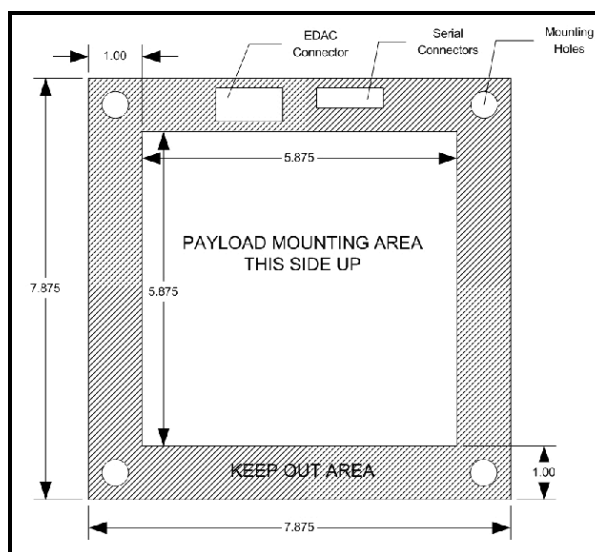 EDAC
Connector
Serial
Connectors
Mounting
Holes
1.00
5.875
PAYLOAD MOUNTING AREA
THIS SIDE UP
7.875
5.875
KEEP OUT AREA
1.00
7.875